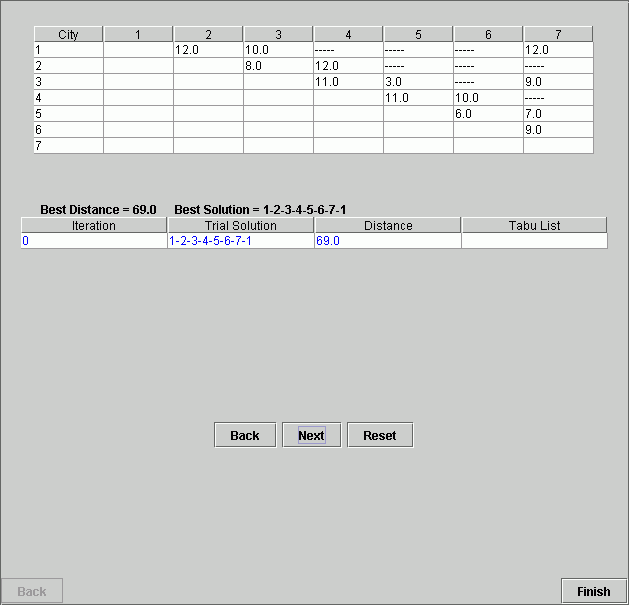 City 1 2 3 4 5 6 7
1 12.0 10.0 ----- ----- ----- 12.0
2 8.0 12.0 ----- ----- -----
3 11.0 3.0 ----- 9.0
4 11.0 10.0 -----
5 6.0 7.0
6 9.0
7
Best Distance = 69.0 Best Solution = 1-2-3-4-5-6-7-1
Iteration Trial Solution Distance Tabu List
0 1-2-3-4-5-6-7-1 69.0
Back Next Reset
Back Finish